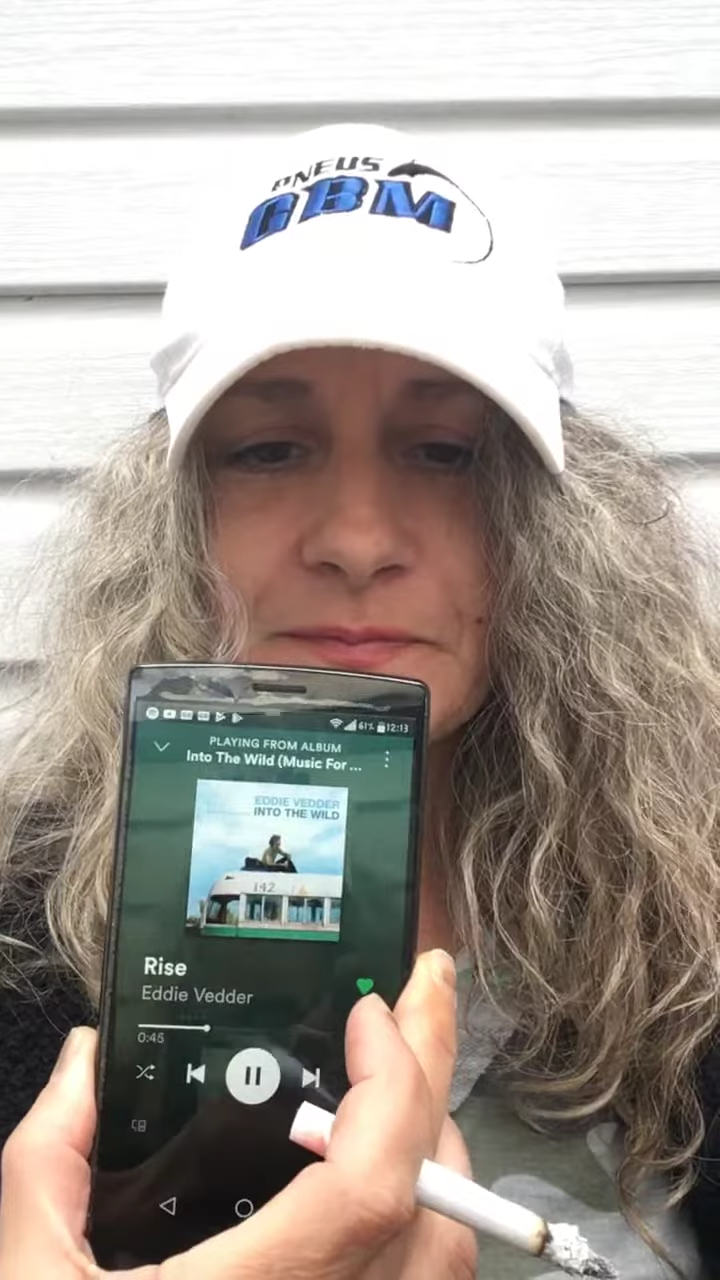 PNEUS
GBM
61% 12:13
PLAYING FROM ALBUM
Into The Wild (Music For ...
EDDIE VEDDER
INTO THE WILD
142
Rise
Eddie Vedder
0:45